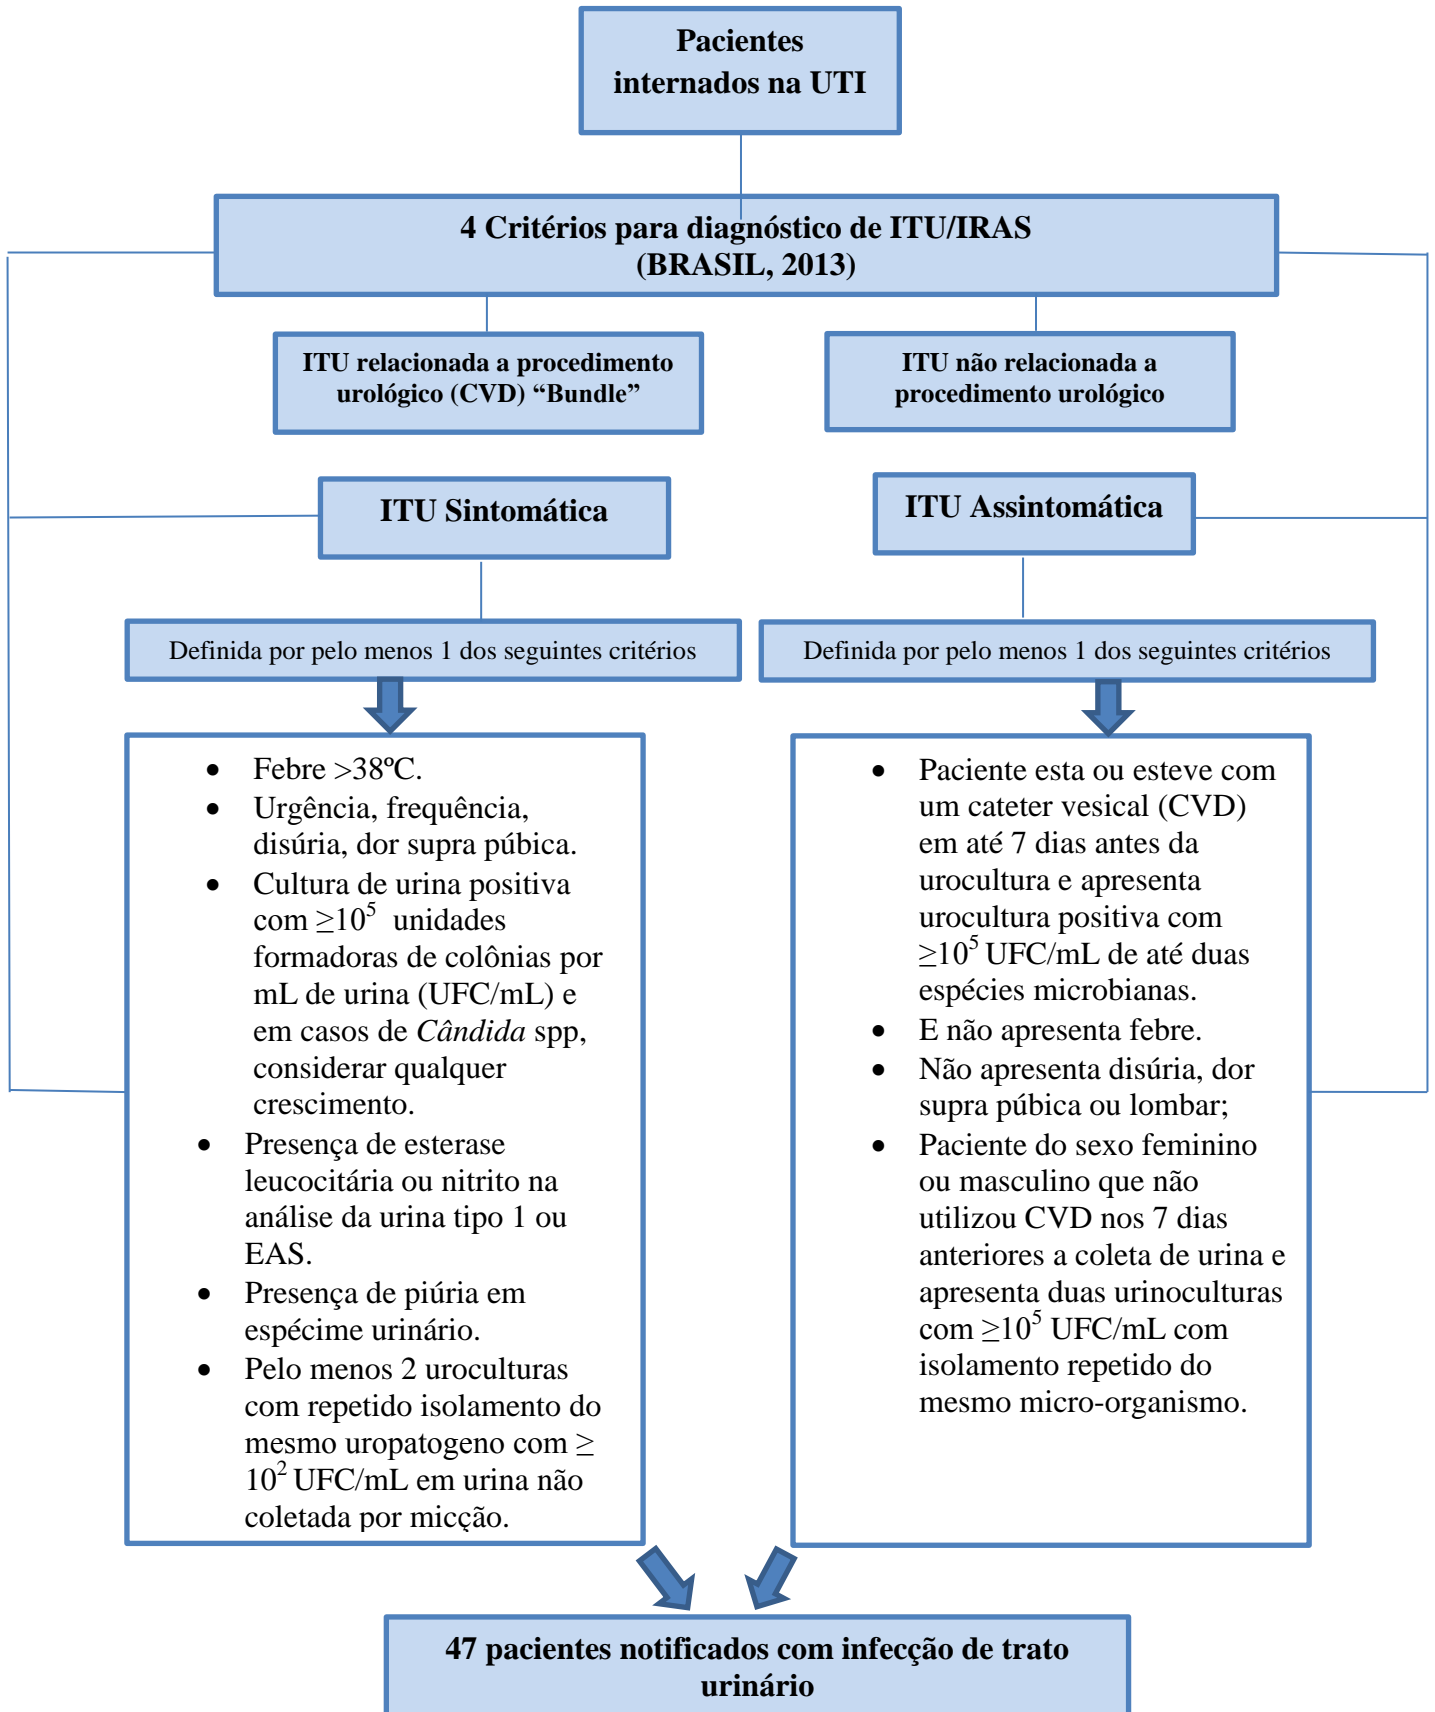 Pacientes
internados na UTI
4 Critérios para diagnóstico de ITU/IRAS
(BRASIL, 2013)
ITU relacionada a procedimento
urológico (CVD) “Bundle”
ITU não relacionada a
procedimento urológico
ITU Sintomática
ITU Assintomática
Definida por pelo menos 1 dos seguintes critérios
Definida por pelo menos 1 dos seguintes critérios
• Febre >38ºC.
• Urgência, frequência,
disúria, dor supra púbica.
• Cultura de urina positiva
com ≥10⁵ unidades
formadoras de colônias por
mL de urina (UFC/mL) e
em casos de Cândida spp,
considerar qualquer
crescimento.
• Presença de esterase
leucocitária ou nitrito na
análise da urina tipo 1 ou
EAS.
• Presença de piúria em
espécime urinário.
• Pelo menos 2 uroculturas
com repetido isolamento do
mesmo uropatogeno com ≥
10² UFC/mL em urina não
coletada por micção.
• Paciente esta ou esteve com
um cateter vesical (CVD)
em até 7 dias antes da
urocultura e apresenta
urocultura positiva com
≥10⁵ UFC/mL de até duas
espécies microbianas.
• E não apresenta febre.
• Não apresenta disúria, dor
supra púbica ou lombar;
• Paciente do sexo feminino
ou masculino que não
utilizou CVD nos 7 dias
anteriores a coleta de urina e
apresenta duas urinoculturas
com ≥10⁵ UFC/mL com
isolamento repetido do
mesmo micro-organismo.
47 pacientes notificados com infecção de trato
urinário